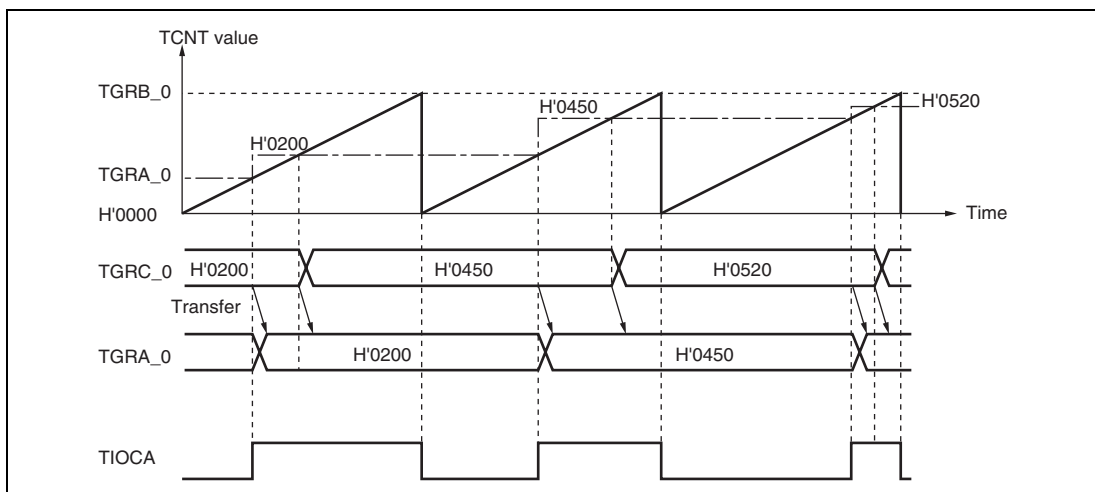 TCNT value
TGRB_0
H'0450
H'0520
H'0200
TGRA_0
H'0000
Time
TGRC_0
H'0200
H'0450
H'0520
Transfer
TGRA_0
H'0200
H'0450
TIOCA